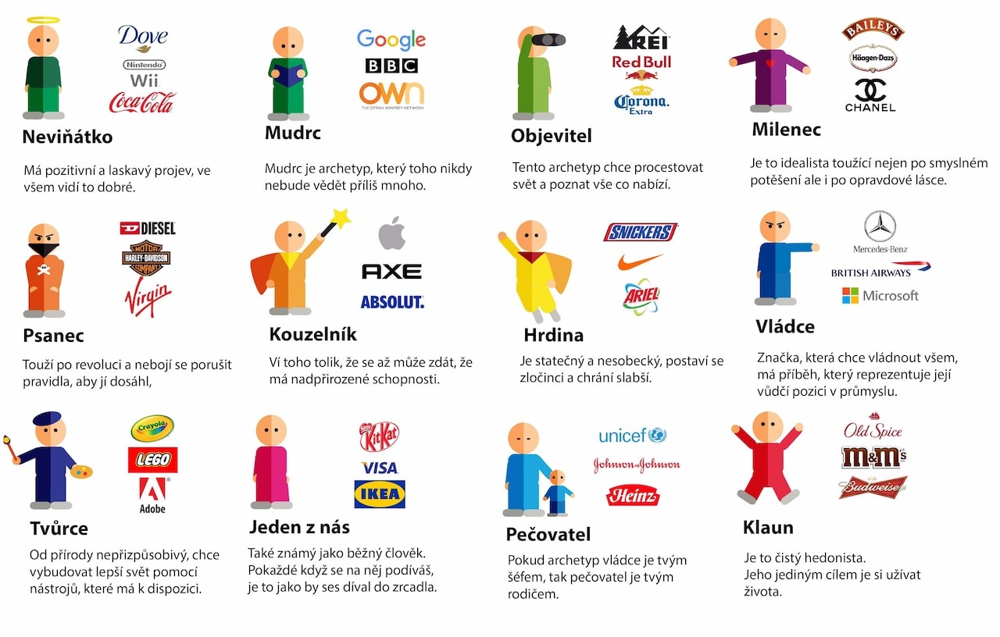 Dove
Nintendo
Wii
Coca-Cola
Neviňátko
Má pozitivní a laskavý projev, ve
všem vidí to dobré.
Google
BBC
OWN
THE OPRAH WINFREY NETWORK
Mudrc
Mudrc je archetyp, který toho nikdy
nebude vědět příliš mnoho.
REI
Red Bull
Corona.
Extra
Objevitel
Tento archetyp chce procestovat
svět a poznat vše co nabízí.
BAILEYS
Häagen-Dazs
CHANEL
Milenec
Je to idealista toužící nejen po smyslném
potěšení ale i po opravdové lásce.
DIESEL
MOTOR
HARLEY-DAVIDSON
COMPANY
Virgin
Psanec
Touží po revoluci a nebojí se porušit
pravidla, aby jí dosáhl,
AXE
ABSOLUT.
Kouzelník
Ví toho tolik, že se až může zdát, že
má nadpřirozené schopnosti.
SNICKERS
ARIEL
Hrdina
Je statečný a nesobecký, postaví se
zločinci a chrání slabší.
Mercedes-Benz
BRITISH AIRWAYS
Microsoft
Vládce
Značka, která chce vládnout všem,
má příběh, který reprezentuje její
vůdčí pozici v průmyslu.
Crayola
LEGO
Adobe
Tvůrce
Od přírody nepřizpůsobivý, chce
vybudovat lepší svět pomocí
nástrojů, které má k dispozici.
Nestlé
KitKat
VISA
IKEA
Jeden z nás
Také známý jako běžný člověk.
Pokaždé když se na něj podíváš,
je to jako by ses díval do zrcadla.
unicef
Johnson & Johnson
Heinz
Pečovatel
Pokud archetyp vládce je tvým
šéfem, tak pečovatel je tvým
rodičem.
Old Spice
m&m's
Budweiser
Klaun
Je to čistý hedonista.
Jeho jediným cílem je si užívat
života.